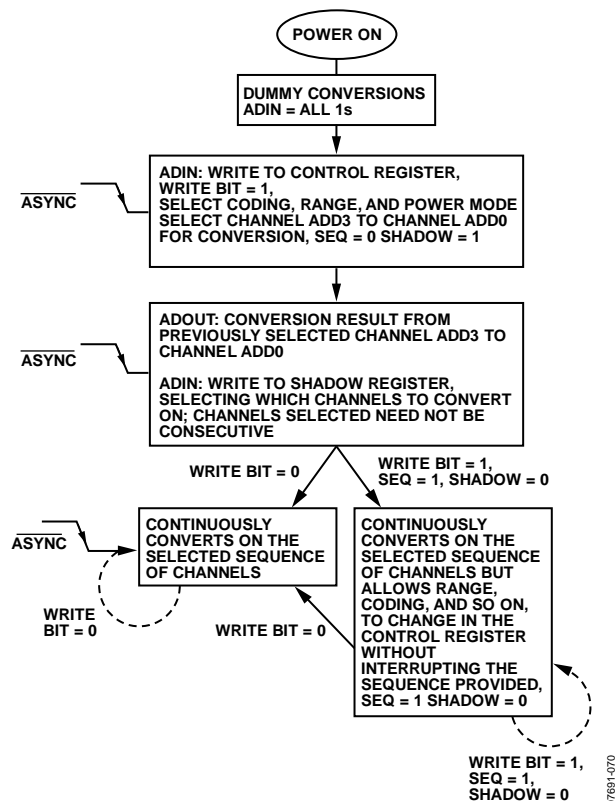 POWER ON
DUMMY CONVERSIONS
ADIN = ALL 1s
ASYNC
ADIN: WRITE TO CONTROL REGISTER,
WRITE BIT = 1,
SELECT CODING, RANGE, AND POWER MODE
SELECT CHANNEL ADD3 TO CHANNEL ADD0
FOR CONVERSION, SEQ = 0 SHADOW = 1
ASYNC
ADOUT: CONVERSION RESULT FROM
PREVIOUSLY SELECTED CHANNEL ADD3 TO
CHANNEL ADD0
ADIN: WRITE TO SHADOW REGISTER,
SELECTING WHICH CHANNELS TO CONVERT
ON; CHANNELS SELECTED NEED NOT BE
CONSECUTIVE
WRITE BIT = 0
WRITE BIT = 1,
SEQ = 1, SHADOW = 0
ASYNC
CONTINUOUSLY
CONVERTS ON THE
SELECTED SEQUENCE
OF CHANNELS
WRITE
BIT = 0
WRITE BIT = 0
CONTINUOUSLY
CONVERTS ON THE
SELECTED SEQUENCE
OF CHANNELS BUT
ALLOWS RANGE,
CODING, AND SO ON,
TO CHANGE IN THE
CONTROL REGISTER
WITHOUT
INTERRUPTING THE
SEQUENCE PROVIDED,
SEQ = 1 SHADOW = 0
WRITE BIT = 1,
SEQ = 1,
SHADOW = 0
7691-070